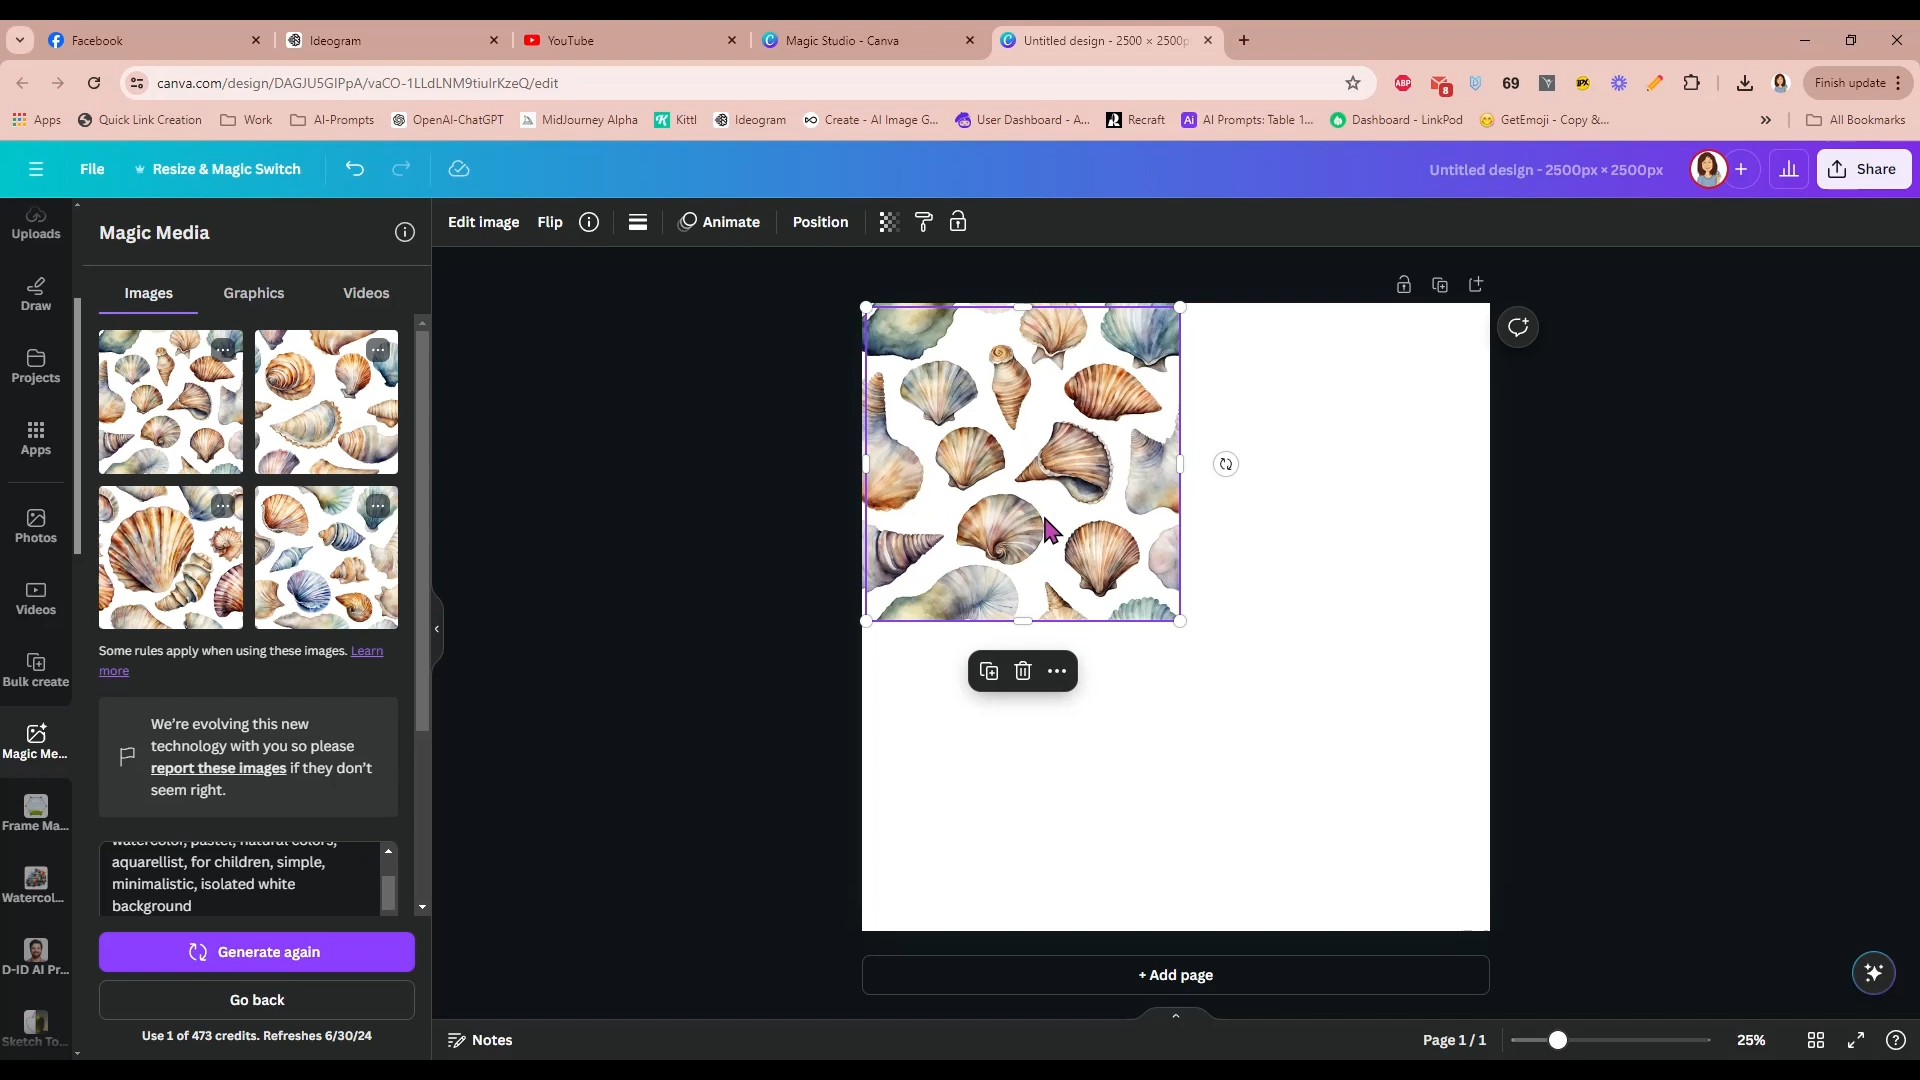 Facebook
Ideogram
YouTube
Magic Studio - Canva
Untitled design - 2500 × 2500p
canva.com/design/DAGJU5GIPpA/vaCO-1LLdLNM9tiuIrKzeQ/edit
ABP
8
69
Finish update
Apps
Quick Link Creation
Work
AI-Prompts
OpenAI-ChatGPT
MidJourney Alpha
Kittl
Ideogram
Create - AI Image G...
User Dashboard - A...
Recraft
AI Prompts: Table 1...
Dashboard - LinkPod
GetEmoji - Copy &...
All Bookmarks
File
Resize & Magic Switch
Untitled design - 2500px × 2500px
Share
Uploads
Draw
Projects
Apps
Photos
Videos
Bulk create
Magic Me...
Frame Ma...
Watercol...
D-ID AI Pr...
Sketch To...
Magic Media
Images
Graphics
Videos
Some rules apply when using these images. Learn
more
We're evolving this new
technology with you so please
report these images if they don't
seem right.
watercolor, pastel, natural colors,
aquarellist, for children, simple,
minimalistic, isolated white
background
Generate again
Go back
Use 1 of 473 credits. Refreshes 6/30/24
Edit image
Flip
Animate
Position
+ Add page
Notes
Page 1 / 1
25%